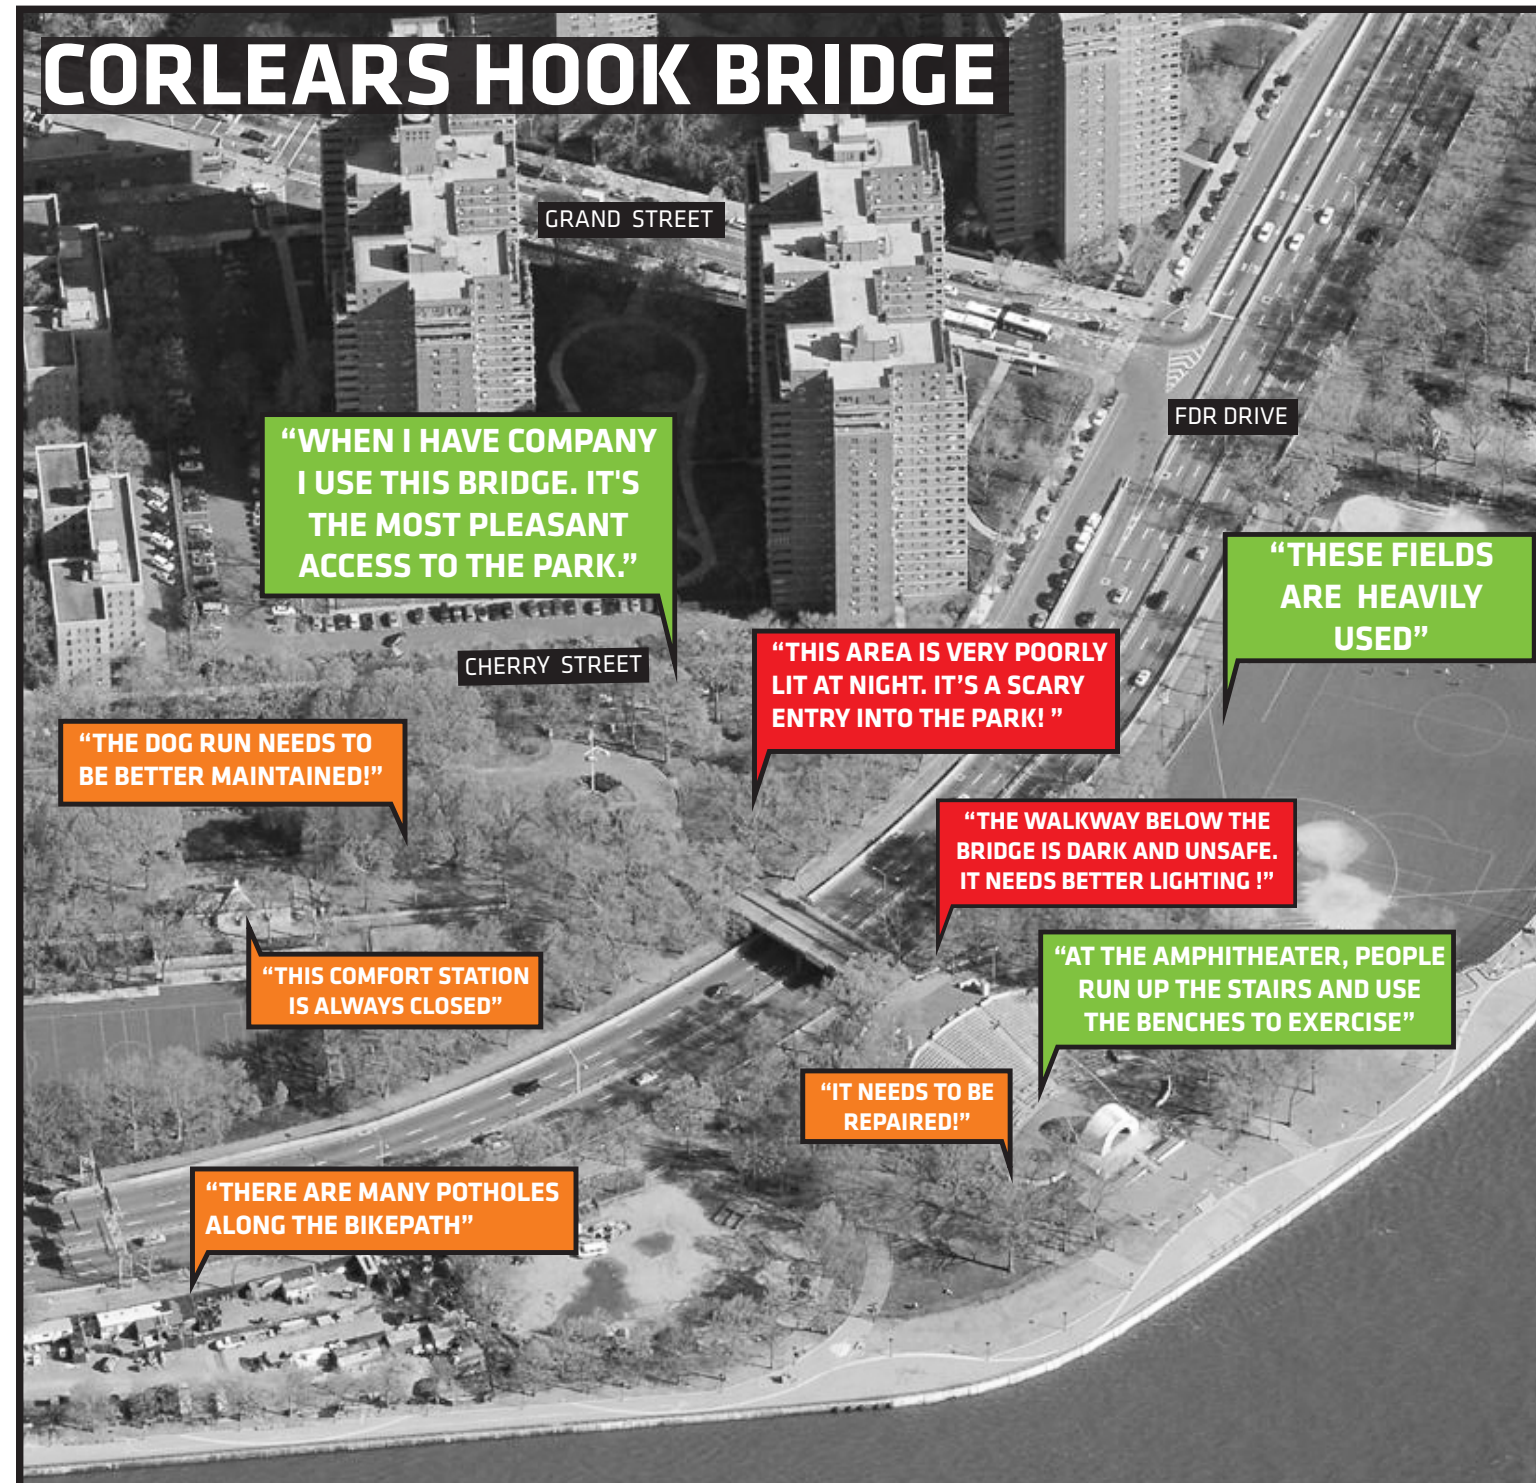 CORLEARS HOOK BRIDGE
GRAND STREET
FDR DRIVE
“WHEN I HAVE COMPANY
I USE THIS BRIDGE. IT'S
THE MOST PLEASANT
ACCESS TO THE PARK.”
“THESE FIELDS
ARE HEAVILY
USED”
CHERRY STREET
“THIS AREA IS VERY POORLY
LIT AT NIGHT. IT’S A SCARY
ENTRY INTO THE PARK! ”
“THE DOG RUN NEEDS TO
BE BETTER MAINTAINED!”
“THE WALKWAY BELOW THE
BRIDGE IS DARK AND UNSAFE.
IT NEEDS BETTER LIGHTING !”
“THIS COMFORT STATION
IS ALWAYS CLOSED”
“AT THE AMPHITHEATER, PEOPLE
RUN UP THE STAIRS AND USE
THE BENCHES TO EXERCISE”
“IT NEEDS TO BE
REPAIRED!”
“THERE ARE MANY POTHOLES
ALONG THE BIKEPATH”